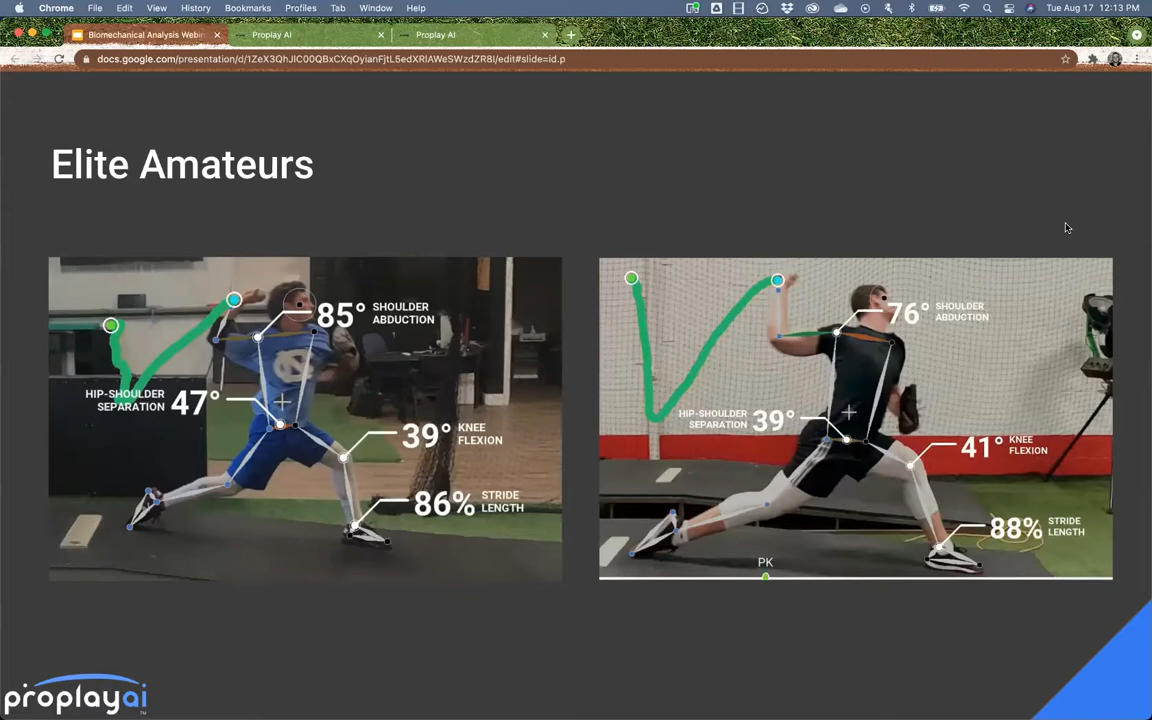 Chrome File Edit View History Bookmarks Profiles Tab Window Help Tue Aug 17 12:13 PM
Biomechanical Analysis Webin Proplay AI Proplay AI
docs.google.com/presentation/d/1ZeX3QhJIC00QBxCXqOyianFjtL5edXRIAWeSWzdZR8I/edit#slide=id.p
Elite Amateurs
85° SHOULDER
ABDUCTION
HIP-SHOULDER
SEPARATION 47°
39° KNEE
FLEXION
86% STRIDE
LENGTH
76° SHOULDER
ABDUCTION
HIP-SHOULDER
SEPARATION 39°
41° KNEE
FLEXION
88% STRIDE
LENGTH
PK
proplayai